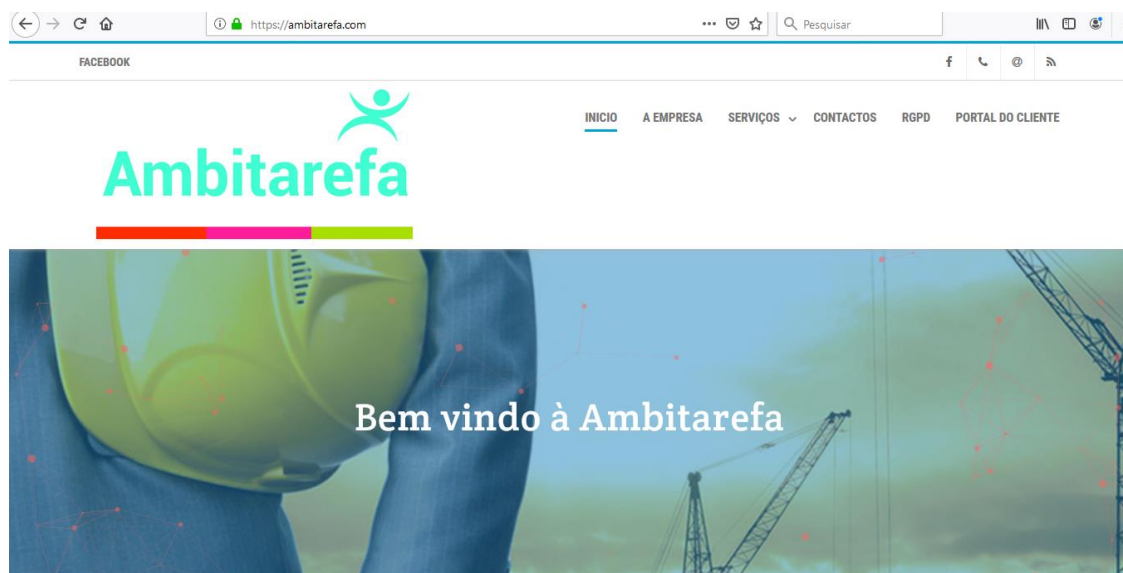 https://ambitarefa.com
Pesquisar
FACEBOOK
INICIO A EMPRESA SERVIÇOS CONTACTOS RGPD PORTAL DO CLIENTE
Ambitarefa
Bem vindo à Ambitarefa